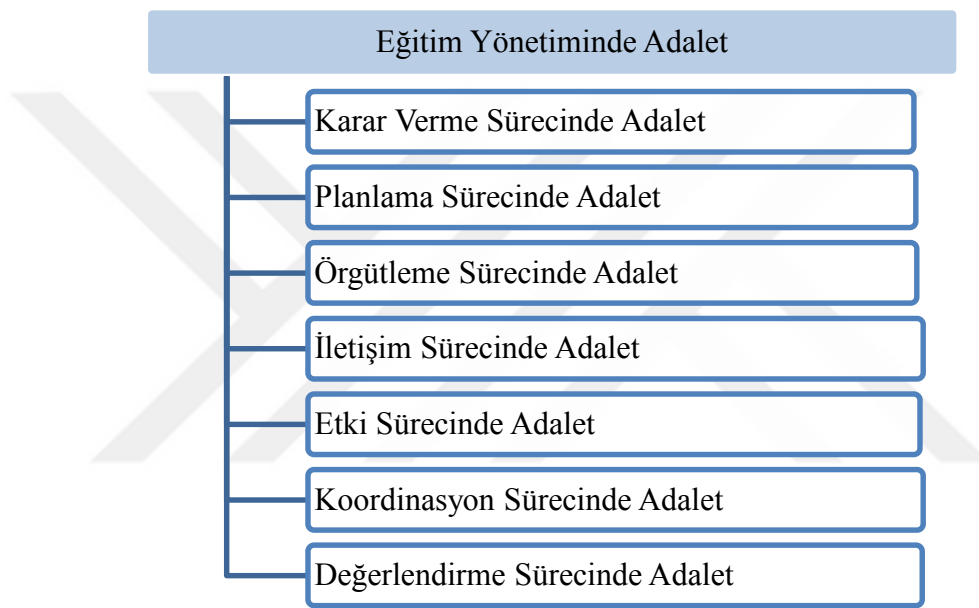 Eğitim Yönetiminde Adalet
Karar Verme Sürecinde Adalet
Planlama Sürecinde Adalet
Örgütleme Sürecinde Adalet
İletişim Sürecinde Adalet
Etki Sürecinde Adalet
Koordinasyon Sürecinde Adalet
Değerlendirme Sürecinde Adalet